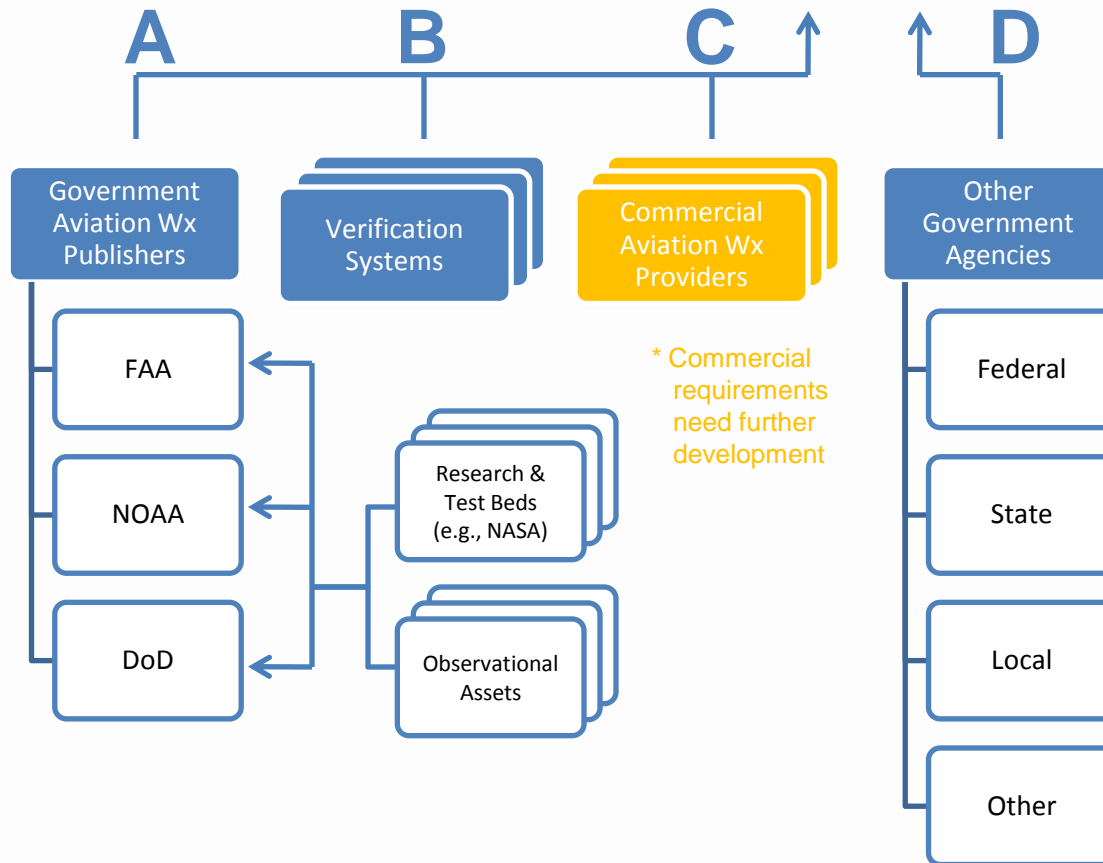 A
B
C
D
Government
Aviation Wx
Publishers
Verification
Systems
Commercial
Aviation Wx
Providers
Other
Government
Agencies
* Commercial
requirements
need further
development
FAA
NOAA
DoD
Research &
Test Beds
(e.g., NASA)
Observational
Assets
Federal
State
Local
Other